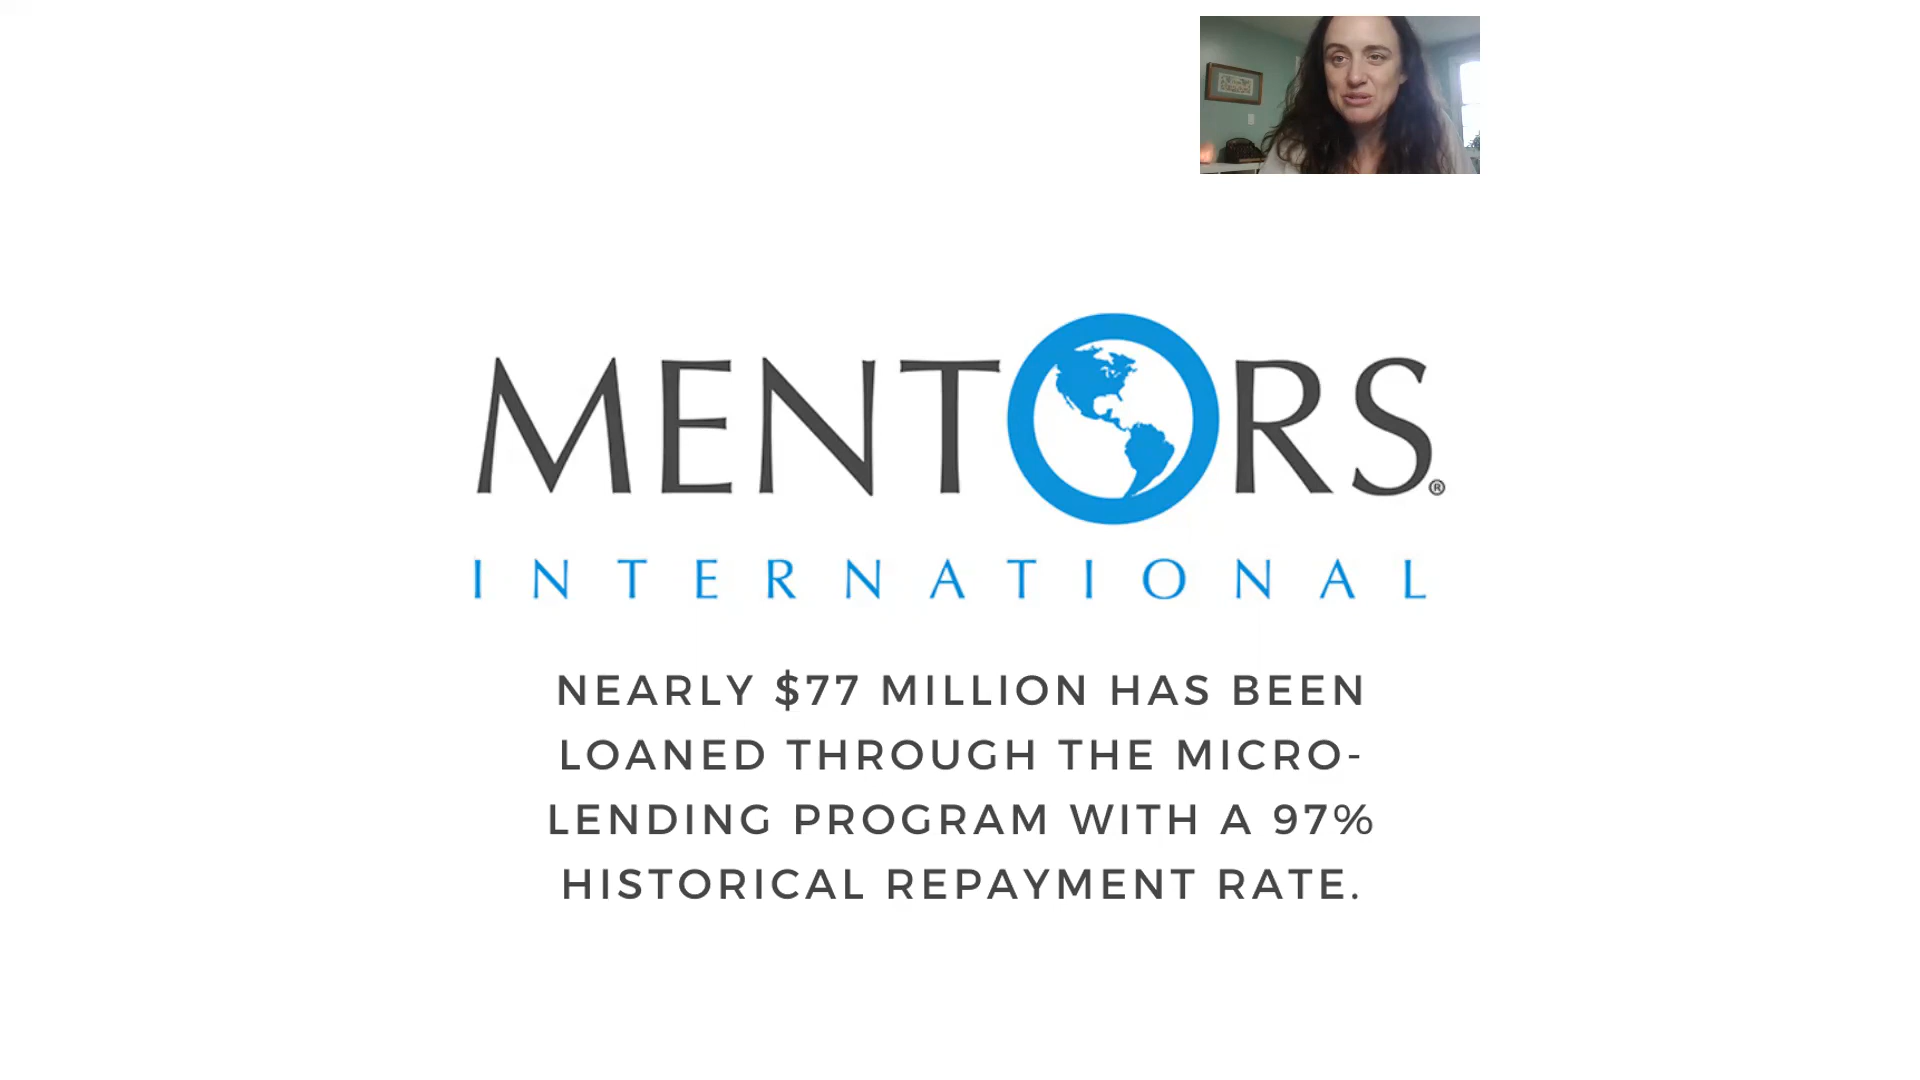 MENTORS®
INTERNATIONAL
NEARLY $77 MILLION HAS BEEN
LOANED THROUGH THE MICRO-
LENDING PROGRAM WITH A 97%
HISTORICAL REPAYMENT RATE.